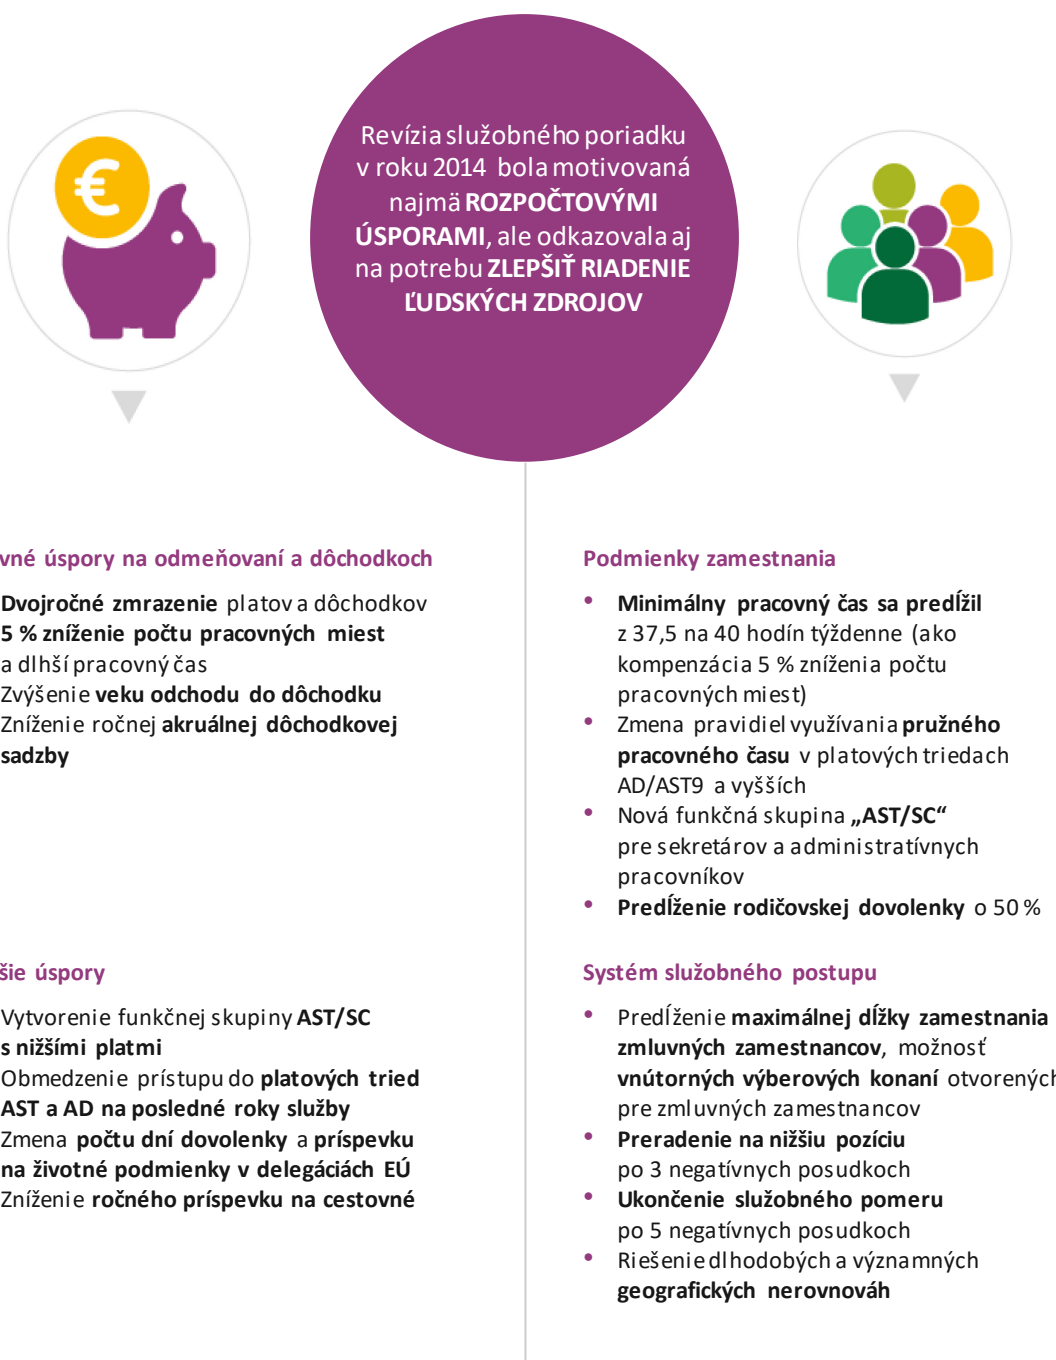 Revízia služobného poriadku
v roku 2014 bola motivovaná
najmä ROZPOČTOVÝMI
ÚSPORAMI, ale odkazovala aj
na potrebu ZLEPŠIŤ RIADENIE
ĽUDSKÝCH ZDROJOV
€
vné úspory na odmeňovaní a dôchodkoch
Dvojročné zmrazenie platov a dôchodkov
5 % zníženie počtu pracovných miest
a dlhší pracovný čas
Zvýšenie veku odchodu do dôchodku
Zníženie ročnej akruálnej dôchodkovej
sadzby
šie úspory
Vytvorenie funkčnej skupiny AST/SC
s nižšími platmi
Obmedzenie prístupu do platových tried
AST a AD na posledné roky služby
Zmena počtu dní dovolenky a príspevku
na životné podmienky v delegáciách EÚ
Zníženie ročného príspevku na cestovné
Podmienky zamestnania
• Minimálny pracovný čas sa predĺžil
z 37,5 na 40 hodín týždenne (ako
kompenzácia 5 % zníženia počtu
pracovných miest)
• Zmena pravidiel využívania pružného
pracovného času v platových triedach
AD/AST9 a vyšších
• Nová funkčná skupina „AST/SC“
pre sekretárov a administratívnych
pracovníkov
• Predĺženie rodičovskej dovolenky o 50 %
Systém služobného postupu
• Predĺženie maximálnej dĺžky zamestnania
zmluvných zamestnancov, možnosť
vnútorných výberových konaní otvorených
pre zmluvných zamestnancov
• Preradenie na nižšiu pozíciu
po 3 negatívnych posudkoch
• Ukončenie služobného pomeru
po 5 negatívnych posudkoch
• Riešenie dlhodobých a významných
geografických nerovnováh